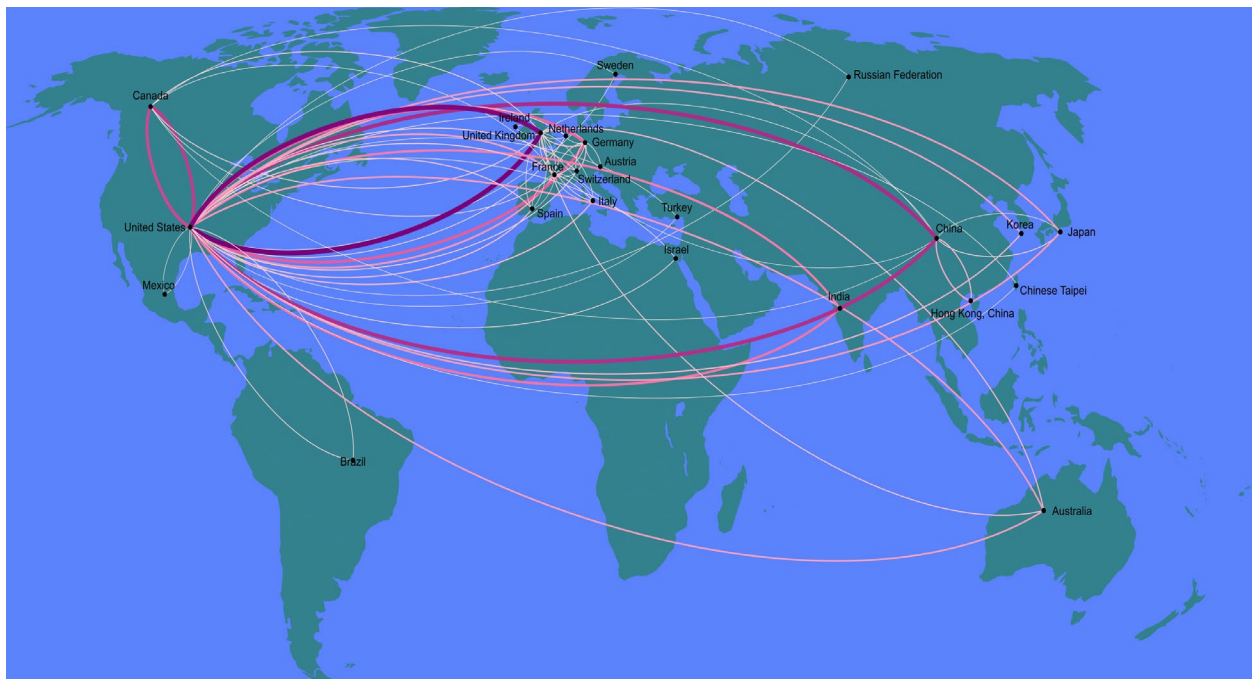 Sweden
Russian Federation
Canada
Ireland
United Kingdom
Netherlands
Germany
Austria
France
Switzerland
Italy
Spain
Turkey
Israel
United States
Mexico
China
Korea
Japan
Chinese Taipei
India
Hong Kong, China
Brazil
Australia